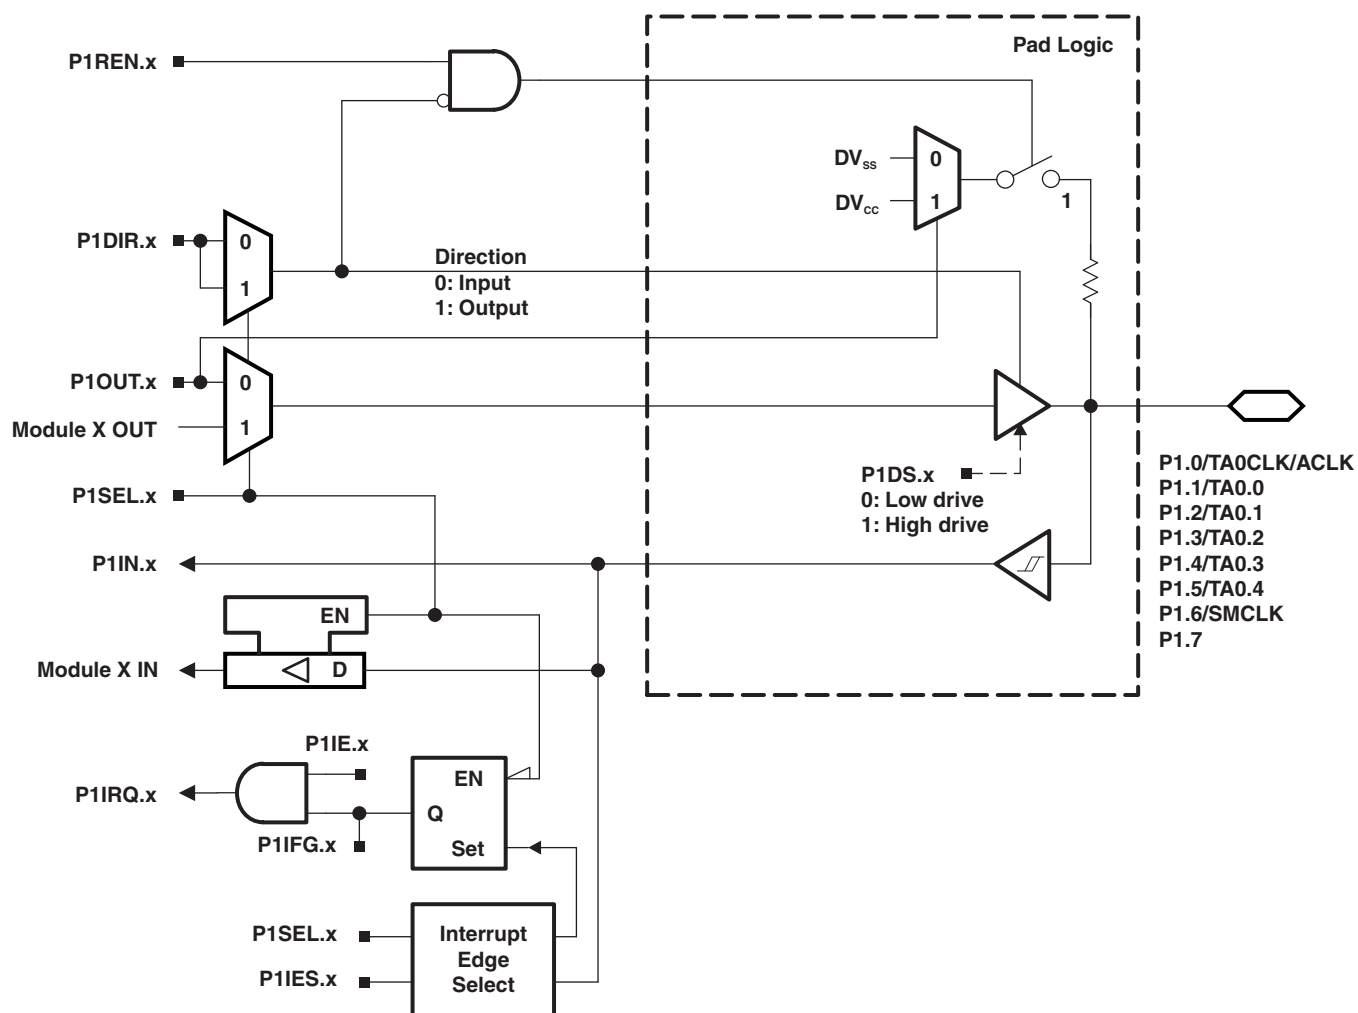 Pad Logic
P1REN.x
DVss
0
DVcc
1
1
P1DIR.x
0
1
Direction
0: Input
1: Output
P1OUT.x
0
Module X OUT
1
P1SEL.x
P1DS.x
0: Low drive
1: High drive
P1.0/TA0CLK/ACLK
P1.1/TA0.0
P1.2/TA0.1
P1.3/TA0.2
P1.4/TA0.3
P1.5/TA0.4
P1.6/SMCLK
P1.7
P1IN.x
EN
Module X IN
D
P1IE.x
P1IRQ.x
P1IFG.x
EN
Q
Set
P1SEL.x
P1IES.x
Interrupt
Edge
Select